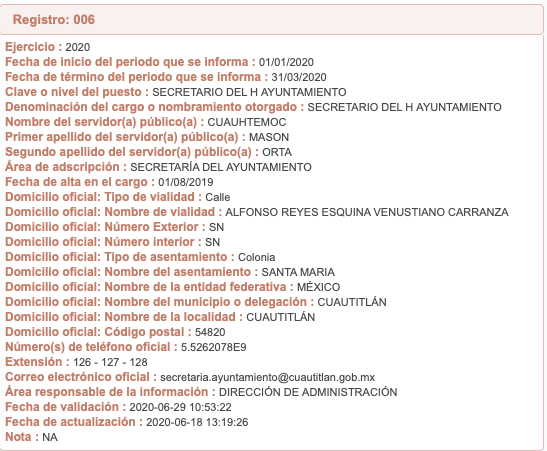 Registro: 006
Ejercicio : 2020
Fecha de inicio del periodo que se informa : 01/01/2020
Fecha de término del periodo que se informa : 31/03/2020
Clave o nivel del puesto : SECRETARIO DEL H AYUNTAMIENTO
Denominación del cargo o nombramiento otorgado : SECRETARIO DEL H AYUNTAMIENTO
Nombre del servidor(a) público(a) : CUAUHTEMOC
Primer apellido del servidor(a) público(a) : MASON
Segundo apellido del servidor(a) público(a) : ORTA
Área de adscripción : SECRETARÍA DEL AYUNTAMIENTO
Fecha de alta en el cargo : 01/08/2019
Domicilio oficial: Tipo de vialidad : Calle
Domicilio oficial: Nombre de vialidad : ALFONSO REYES ESQUINA VENUSTIANO CARRANZA
Domicilio oficial: Número Exterior : SN
Domicilio oficial: Número interior : SN
Domicilio oficial: Tipo de asentamiento : Colonia
Domicilio oficial: Nombre del asentamiento : SANTA MARIA
Domicilio oficial: Nombre de la entidad federativa : MÉXICO
Domicilio oficial: Nombre del municipio o delegación : CUAUTITLÁN
Domicilio oficial: Nombre de la localidad : CUAUTITLÁN
Domicilio oficial: Código postal : 54820
Número(s) de teléfono oficial : 5.5262078E9
Extensión : 126 - 127 - 128
Correo electrónico oficial : secretaria.ayuntamiento@cuautitlan.gob.mx
Área responsable de la información : DIRECCIÓN DE ADMINISTRACIÓN
Fecha de validación : 2020-06-29 10:53:22
Fecha de actualización : 2020-06-18 13:19:26
Nota : NA